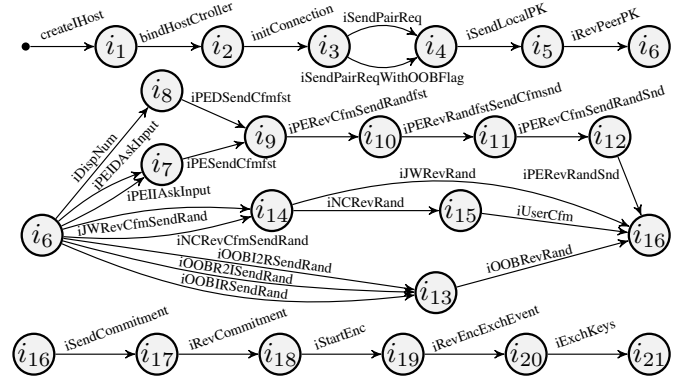 createIHost bindHostCtroller initConnection iSendPairReq iSendLocalPK iRevPeerPK
i1 i2 i3 i4 i5 i6
iSendPairReqWithOOBFlag
i8 iPEDSendCfmfst iPERevCfmSendRandfst iPERevRandfstSendCfmsnd iPERevCfmSendRandSnd
i9 i10 i11 i12
iDispNum iPEIDAskInput i7 iPESendCfmfst
iPEIIAskInput iPERevRandSnd
i14 iJWRevRand
iNCRevRand i15 iUserCfm
i6 iJWRevCfmSendRand i16
iNCRevCfmSendRand
iOOBI2RSendRand
iOOBR2ISendRand iOOBRevRand
iOOBIRSendRand i13
iSendCommitment iRevCommitment iStartEnc iRevEncExchEvent iExchKeys
i16 i17 i18 i19 i20 i21